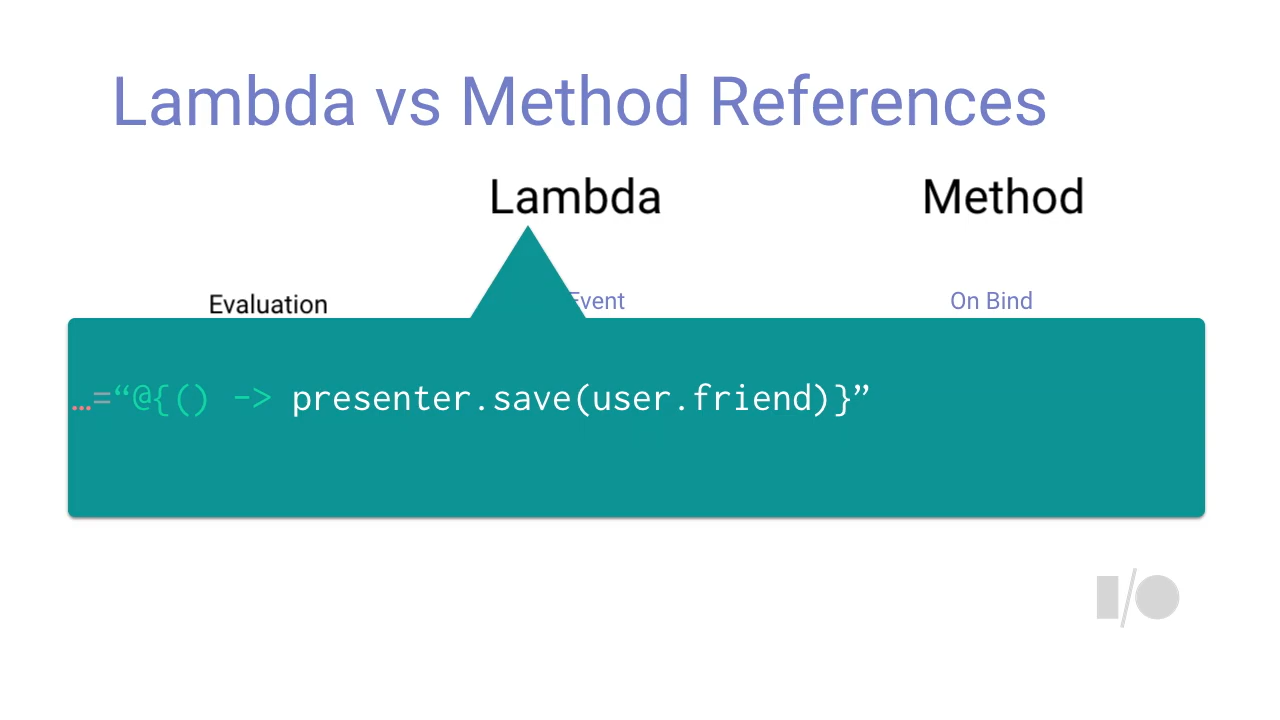 Lambda vs Method References
Lambda Method
Evaluation Event On Bind
…=“@{() -> presenter.save(user.friend)}”
I/O